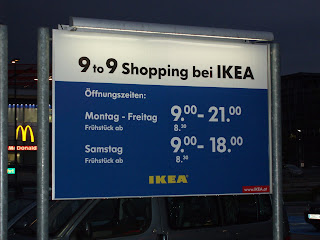 9 to 9 Shopping bei IKEA
Öffnungszeiten:
Montag - Freitag 9.00 - 21.00
Frühstück ab 8.30
Samstag 9.00 - 18.00
Frühstück ab 8.30
IKEA
www.IKEA.at
McDonald